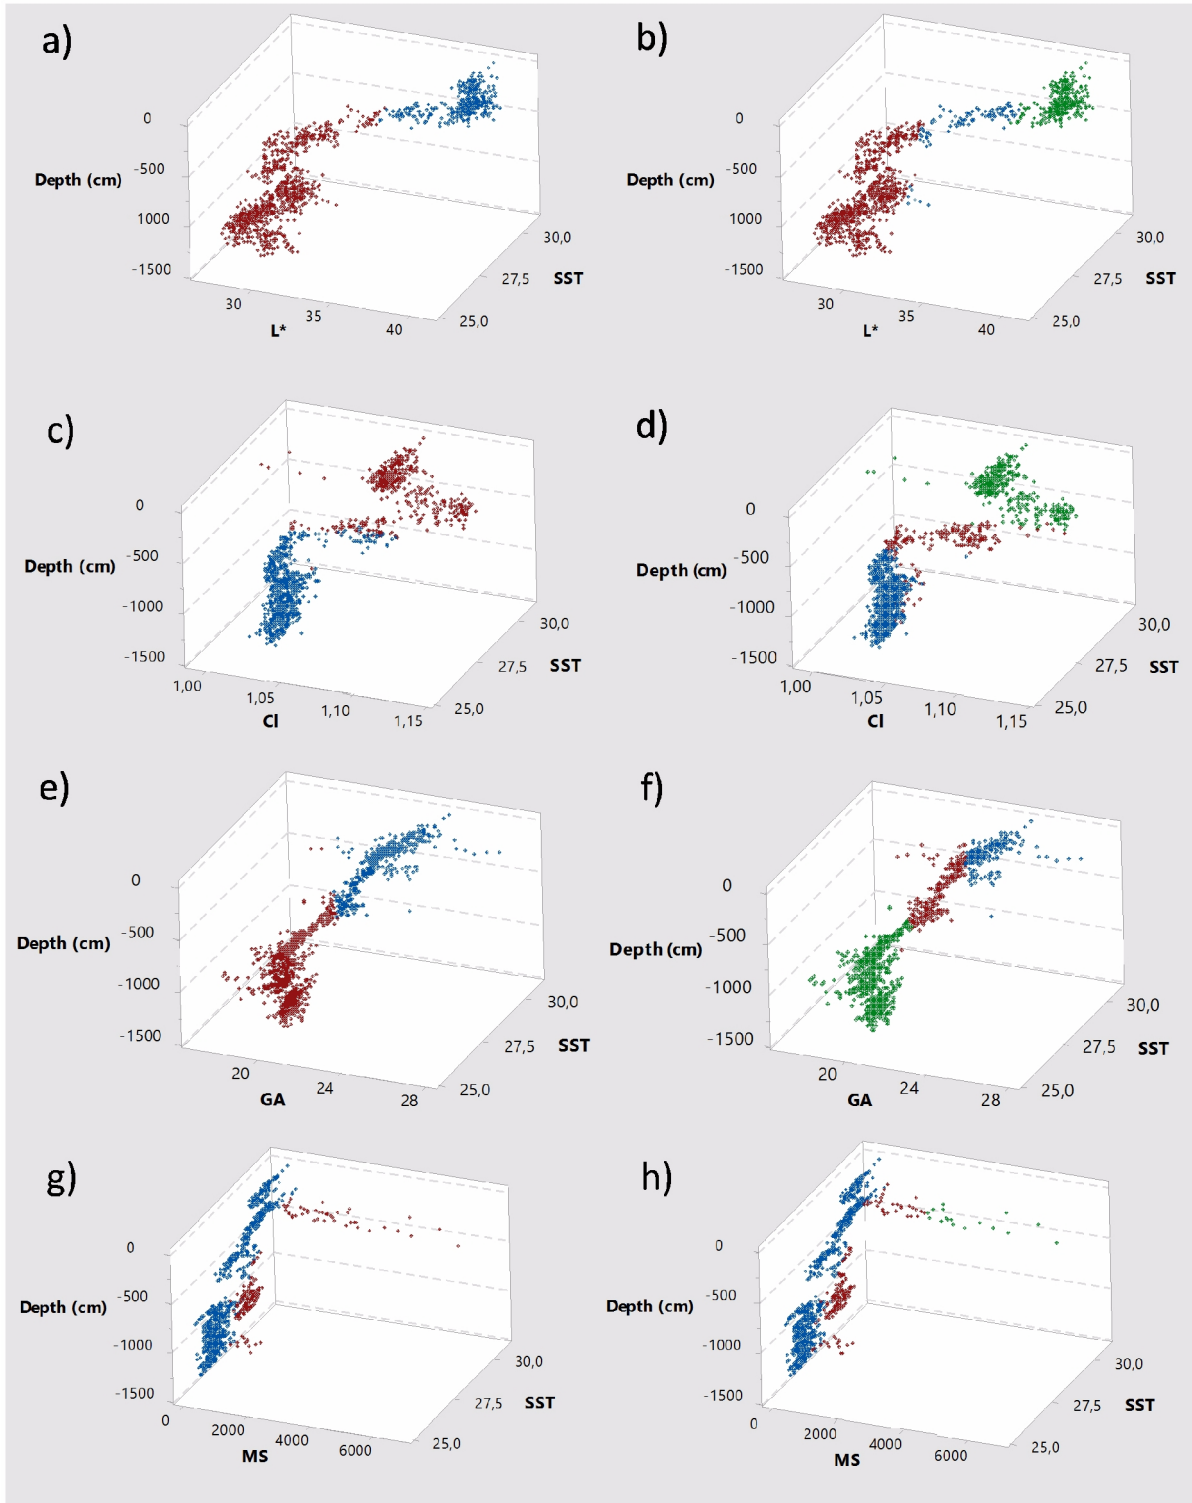 a)
0
Depth (cm)
-500
1000
-1500
30
35
40
L*
25,0
27,5
30,0
SST
b)
0
Depth (cm)
-500
1000
-1500
30
35
40
L*
25,0
27,5
30,0
SST
c)
0
Depth (cm)
-500
-1000
-1500
1,00
1,05
1,10
1,15
CI
25,0
27,5
30,0
SST
d)
0
Depth (cm)
-500
-1000
-1500
1,00
1,05
1,10
1,15
CI
25,0
27,5
30,0
SST
e)
0
Depth (cm)
-500
-1000
-1500
20
24
28
GA
25,0
27,5
30,0
SST
f)
0
Depth (cm)
-500
-1000
-1500
20
24
28
GA
25,0
27,5
30,0
SST
g)
0
Depth (cm)
-500
-1000
-1500
0
2000
4000
6000
MS
25,0
27,5
30,0
SST
h)
0
Depth (cm)
-500
-1000
-1500
0
2000
4000
6000
MS
25,0
27,5
30,0
SST